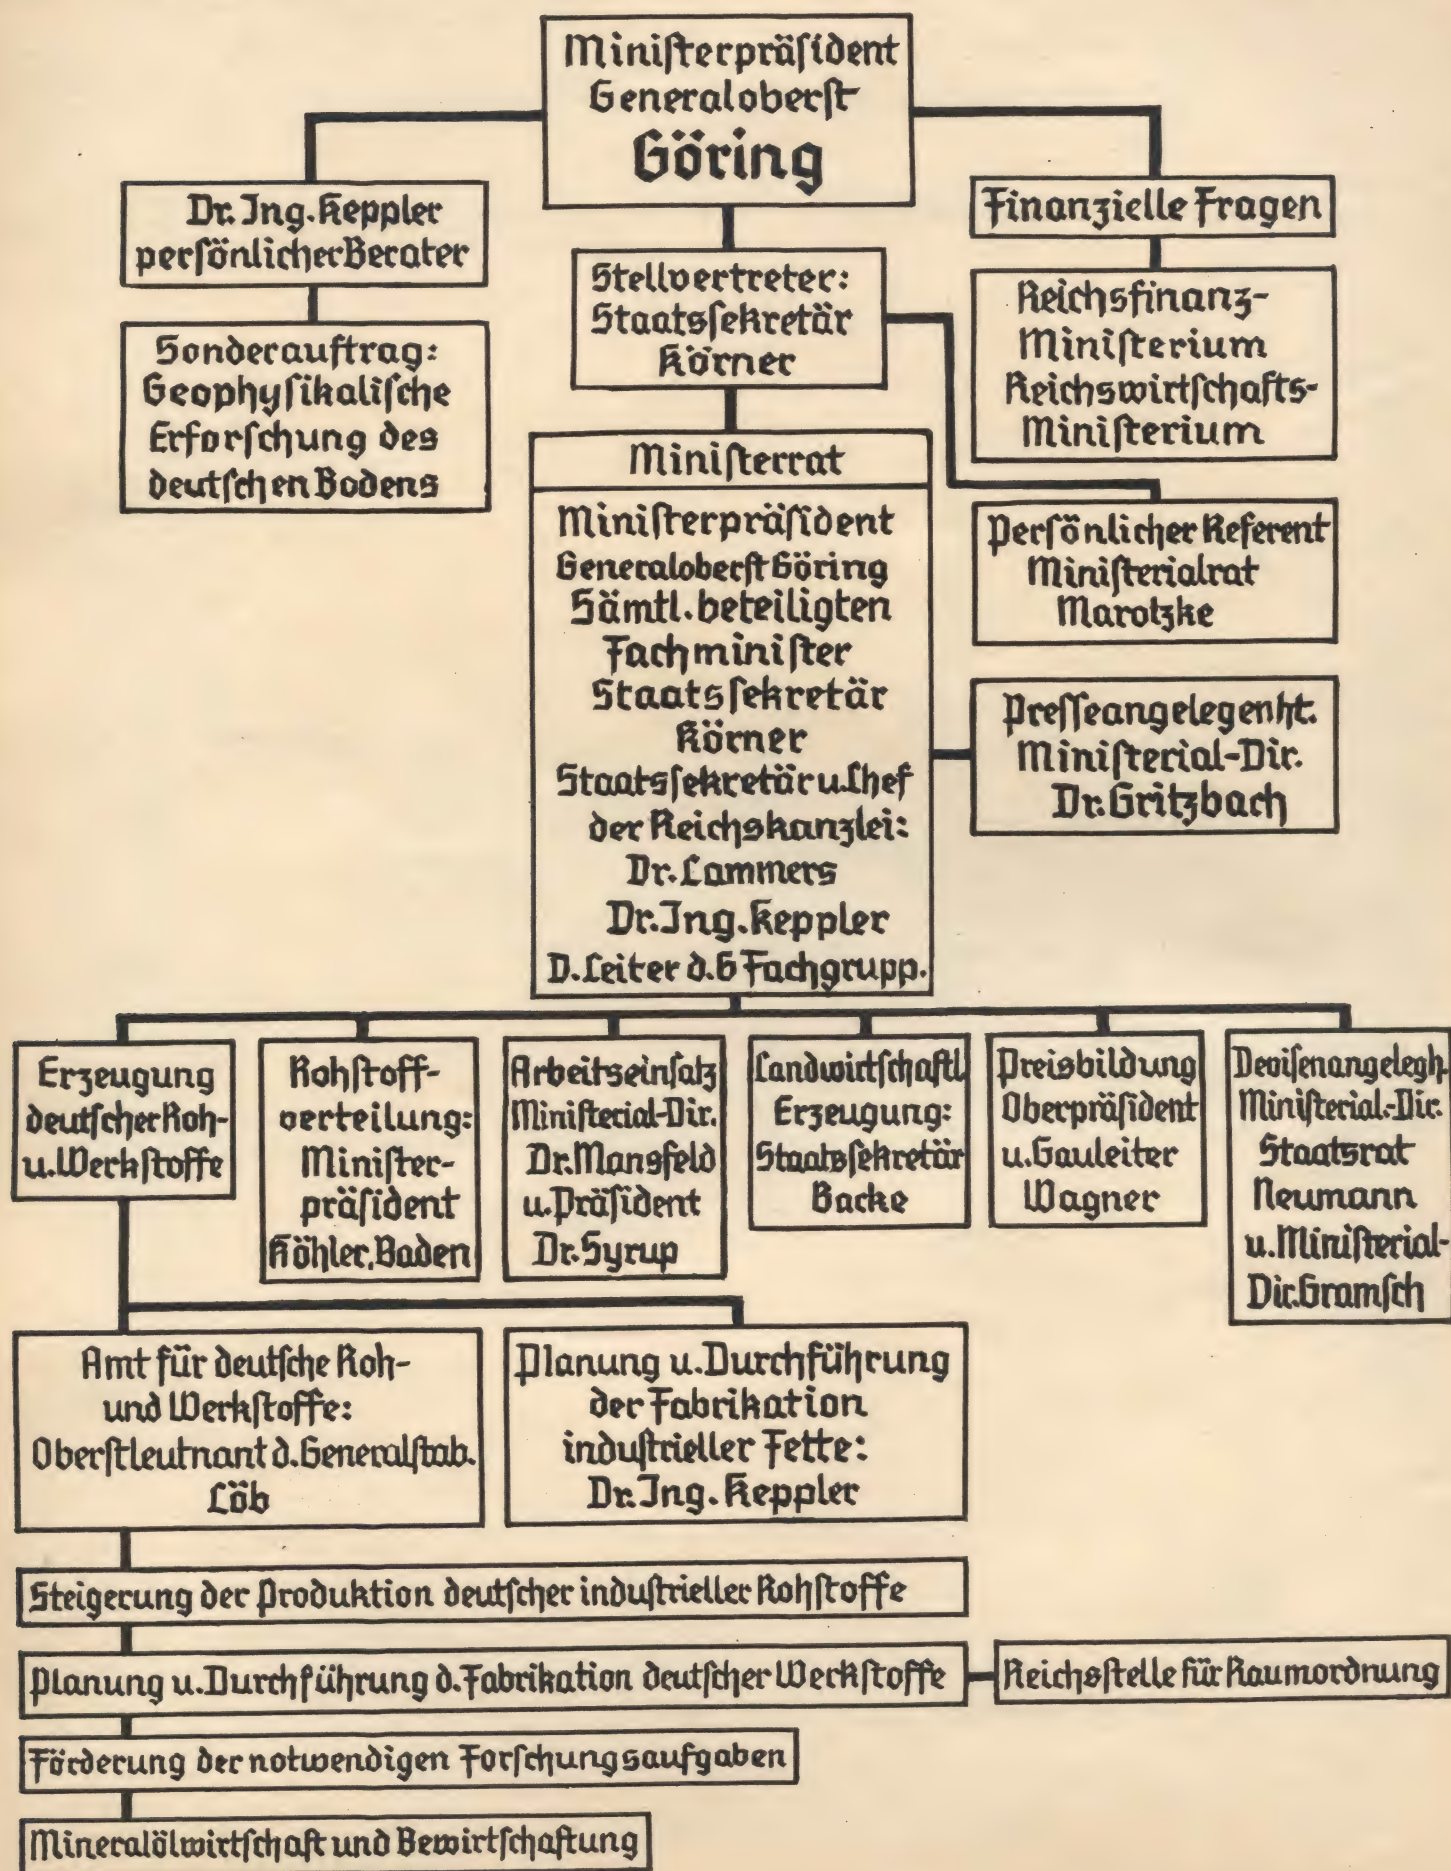 Ministerpräsident
Generaloberst
Göring
Dr. Ing. Keppler
persönlicher Berater
Sonderauftrag:
Geophysikalische
Erforschung des
deutschen Bodens
Stellvertreter:
Staatssekretär
Körner
Finanzielle Fragen
Reichsfinanz-
Ministerium
Reichswirtschafts-
Ministerium
Persönlicher Referent
Ministerialrat
Marotzke
Ministerrat
Ministerpräsident
Generaloberst Göring
Sämtl. beteiligten
Fachminister
Staatssekretär
Körner
Staatssekretär u. Chef
der Reichskanzlei:
Dr. Lammers
Dr. Ing. Keppler
D. Leiter d. 6 Fachgrupp.
Presseangelegenht.
Ministerial-Dir.
Dr. Gritzbach
Erzeugung
deutscher Roh-
u. Werkstoffe
Rohstoff-
verteilung:
Minister-
präsident
Köhler, Baden
Arbeitseinsatz
Ministerial-Dir.
Dr. Mansfeld
u. Präsident
Dr. Syrup
Landwirtschaftl.
Erzeugung:
Staatssekretär
Backe
Preisbildung
Oberpräsident
u. Gauleiter
Wagner
Devisenangelegh.
Ministerial-Dir.
Staatsrat
Neumann
u. Ministerial-
Dir. Gramsch
Amt für deutsche Roh-
und Werkstoffe:
Oberstleutnant d. Generalstab.
Löb
Planung u. Durchführung
der Fabrikation
industrieller Fette:
Dr. Ing. Keppler
Steigerung der Produktion deutscher industrieller Rohstoffe
Planung u. Durchführung d. Fabrikation deutscher Werkstoffe
Reichsstelle für Raumordnung
Förderung der notwendigen Forschungsaufgaben
Mineralölwirtschaft und Bewirtschaftung